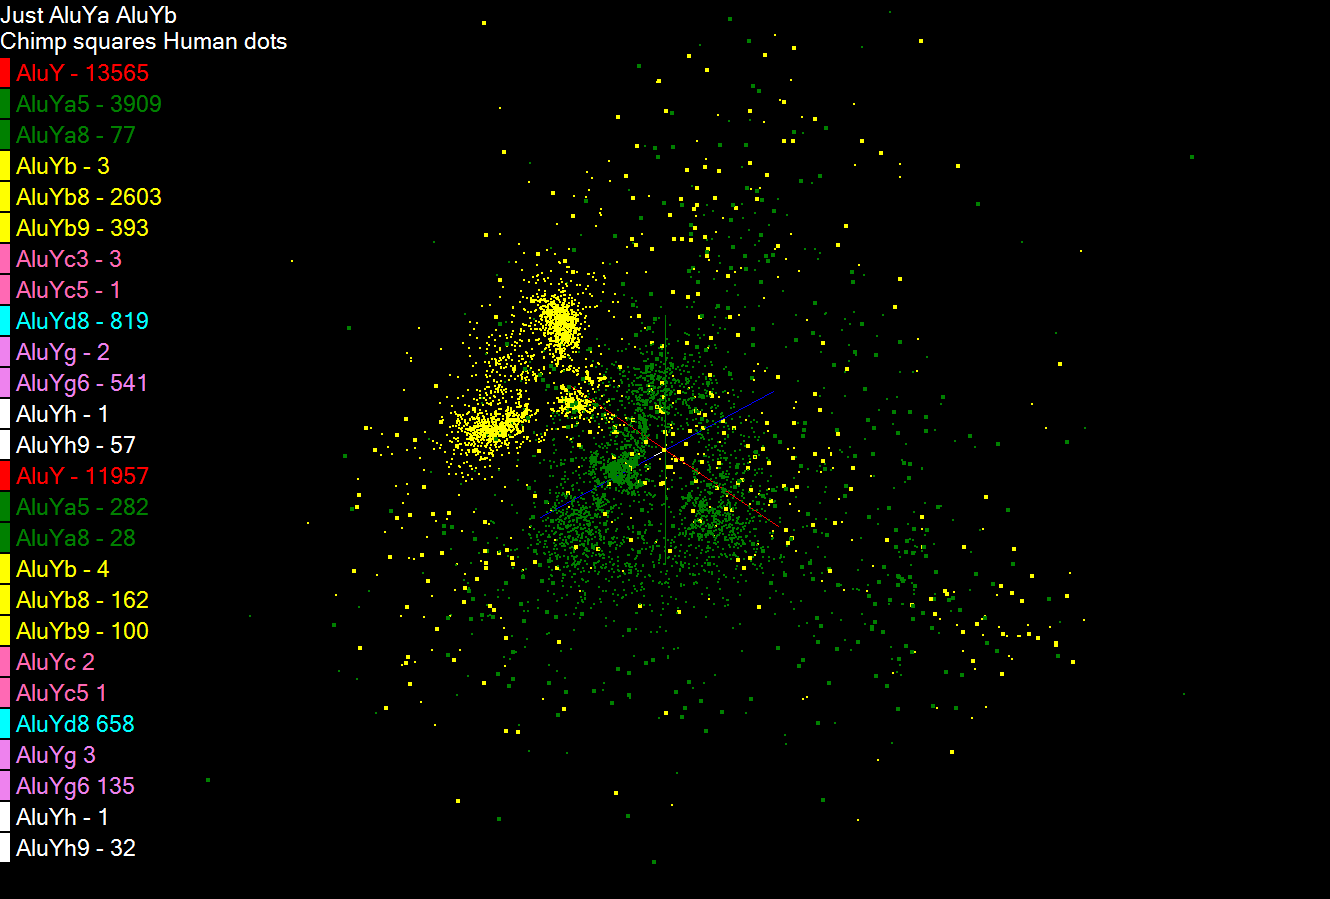 Just AluYa AluYb
Chimp squares Human dots
AluY - 13565
AluYa5 - 3909
AluYa8 - 77
AluYb - 3
AluYb8 - 2603
AluYb9 - 393
AluYc3 - 3
AluYc5 - 1
AluYd8 - 819
AluYg - 2
AluYg6 - 541
AluYh - 1
AluYh9 - 57
AluY - 11957
AluYa5 - 282
AluYa8 - 28
AluYb - 4
AluYb8 - 162
AluYb9 - 100
AluYc 2
AluYc5 1
AluYd8 658
AluYg 3
AluYg6 135
AluYh - 1
AluYh9 - 32